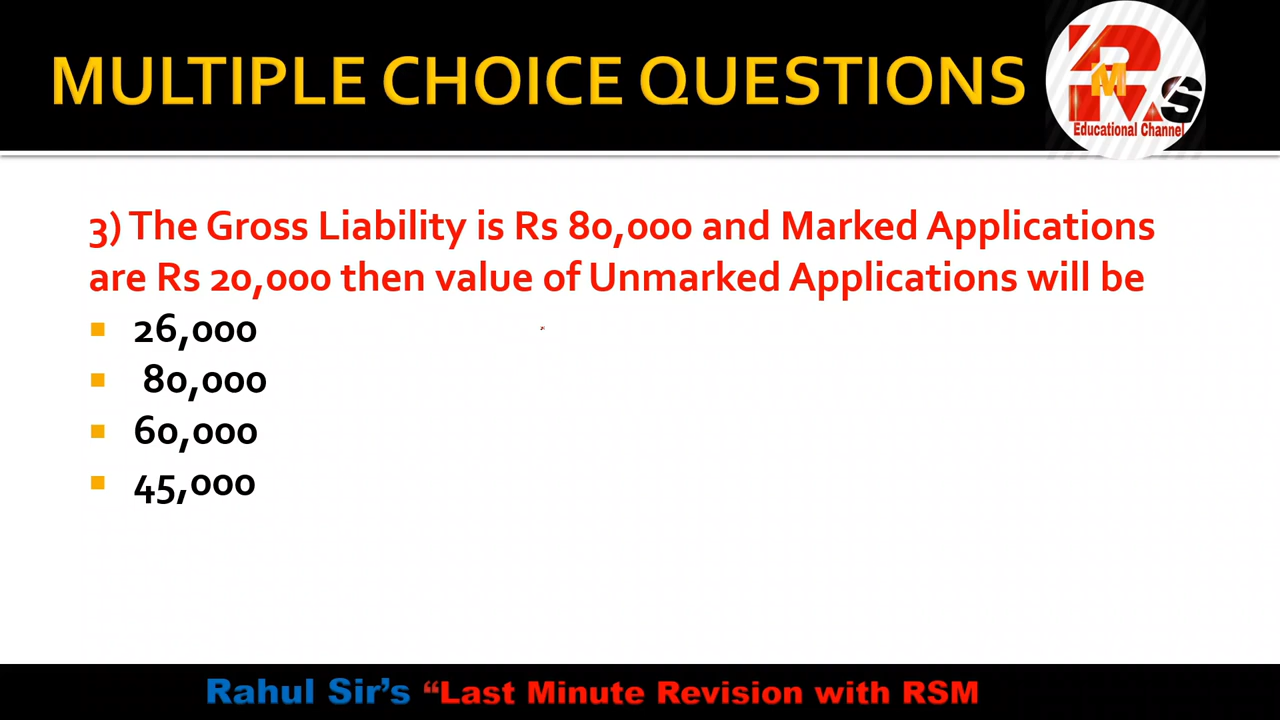 MULTIPLE CHOICE QUESTIONS
RMS
Educational Channel
3) The Gross Liability is Rs 80,000 and Marked Applications
are Rs 20,000 then value of Unmarked Applications will be
26,000
80,000
60,000
45,000
Rahul Sir's “Last Minute Revision with RSM